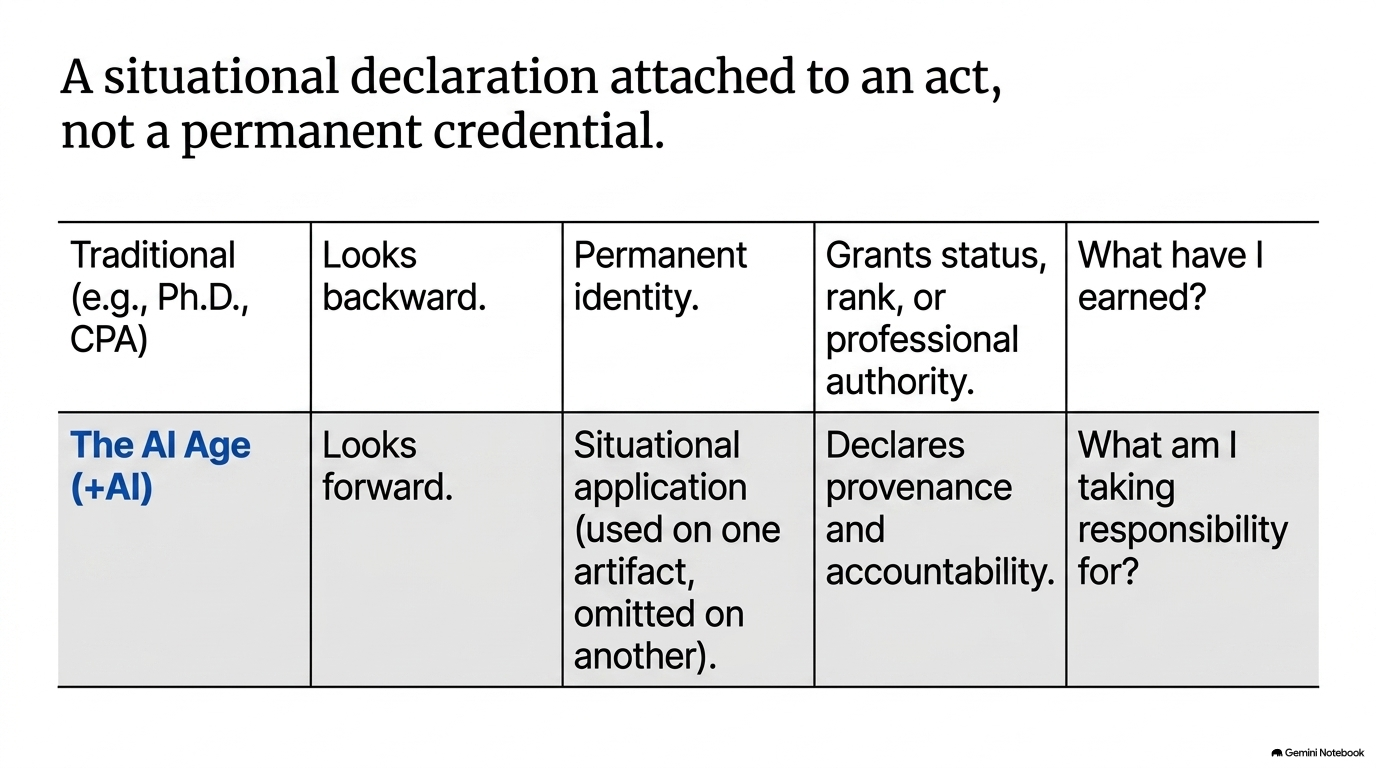 A situational declaration attached to an act,
not a permanent credential.
Traditional
(e.g., Ph.D.,
CPA)
Looks
backward.
Permanent
identity.
Grants status,
rank, or
professional
authority.
What have I
earned?
The AI Age
(+AI)
Looks
forward.
Situational
application
(used on one
artifact,
omitted on
another).
Declares
provenance
and
accountability.
What am I
taking
responsibility
for?
Gemini Notebook